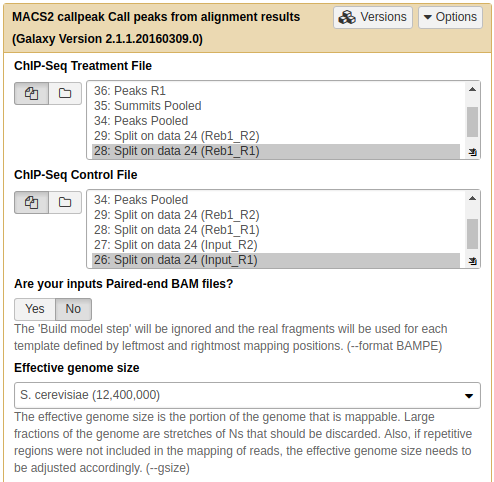 MACS2 callpeak Call peaks from alignment results
(Galaxy Version 2.1.1.20160309.0)
Versions
Options
ChIP-Seq Treatment File
36: Peaks R1
35: Summits Pooled
34: Peaks Pooled
29: Split on data 24 (Reb1_R2)
28: Split on data 24 (Reb1_R1)
ChIP-Seq Control File
34: Peaks Pooled
29: Split on data 24 (Reb1_R2)
28: Split on data 24 (Reb1_R1)
27: Split on data 24 (Input_R2)
26: Split on data 24 (Input_R1)
Are your inputs Paired-end BAM files?
Yes No
The 'Build model step' will be ignored and the real fragments will be used for each
template defined by leftmost and rightmost mapping positions. (--format BAMPE)
Effective genome size
S. cerevisiae (12,400,000)
The effective genome size is the portion of the genome that is mappable. Large
fractions of the genome are stretches of Ns that should be discarded. Also, if repetitive
regions were not included in the mapping of reads, the effective genome size needs to
be adjusted accordingly. (--gsize)